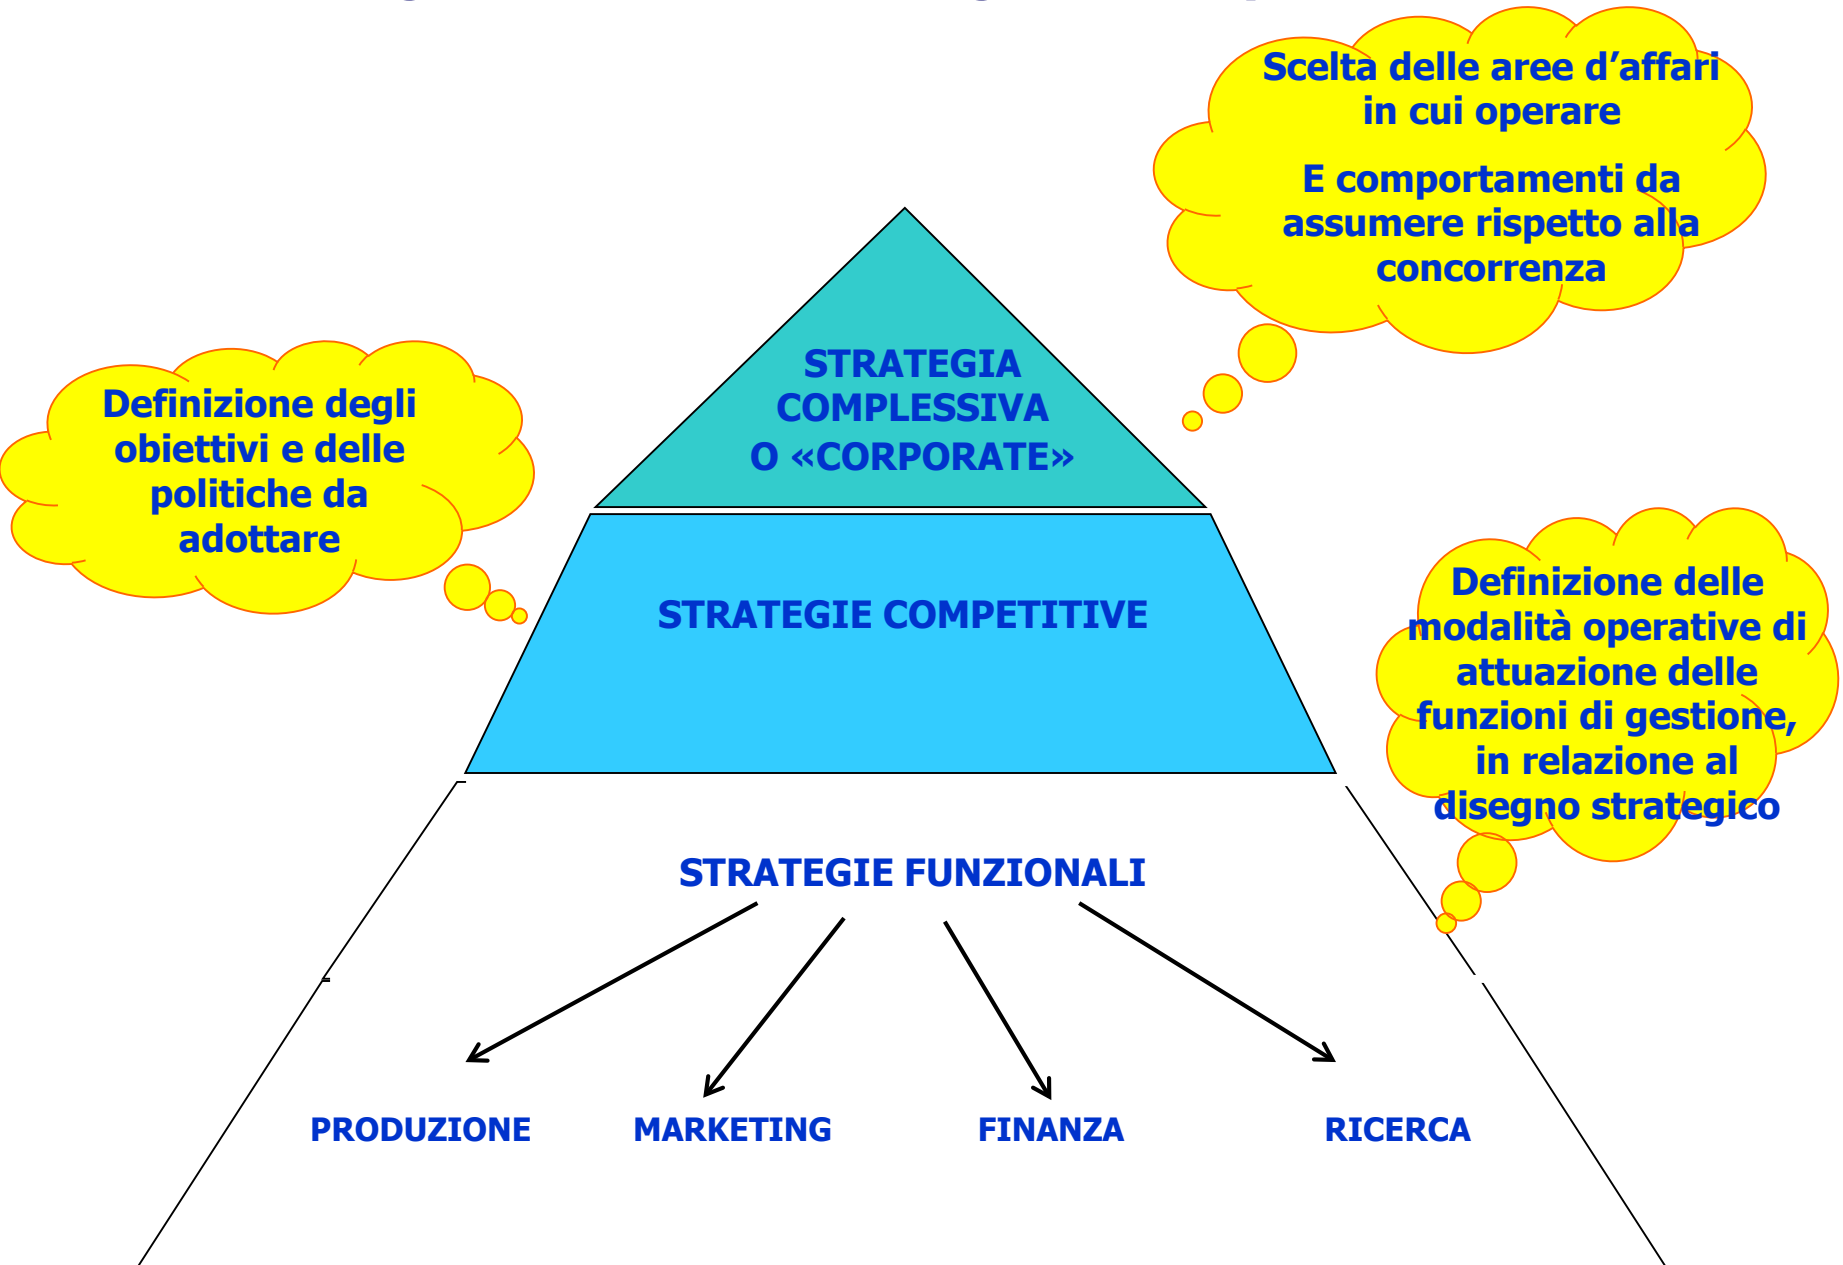 Scelta delle aree d’affari
in cui operare
E comportamenti da
assumere rispetto alla
concorrenza
STRATEGIA
COMPLESSIVA
O «CORPORATE»
Definizione degli
obiettivi e delle
politiche da
adottare
STRATEGIE COMPETITIVE
Definizione delle
modalità operative di
attuazione delle
funzioni di gestione,
in relazione al
disegno strategico
STRATEGIE FUNZIONALI
PRODUZIONE
MARKETING
FINANZA
RICERCA